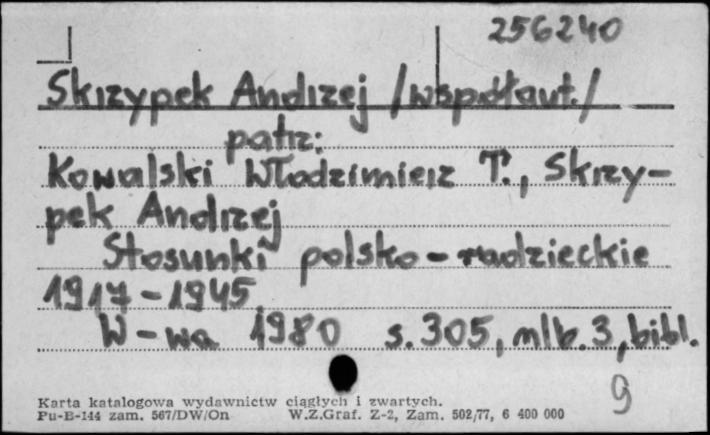 256240
Skrzypek Andrzej /współaut./
patrz:
Kowalski Włodzimierz T., Skrzy-
pek Andrzej
Stosunki polsko-radzieckie
1917-1945
W-wa 1980 s. 305, mlb. 3, bibl.
9
Karta katalogowa wydawnictw ciągłych i zwartych.
Pu-B-144 zam. 567/DW/On W.Z.Graf. Z-2, Zam. 502/77, 6 400 000